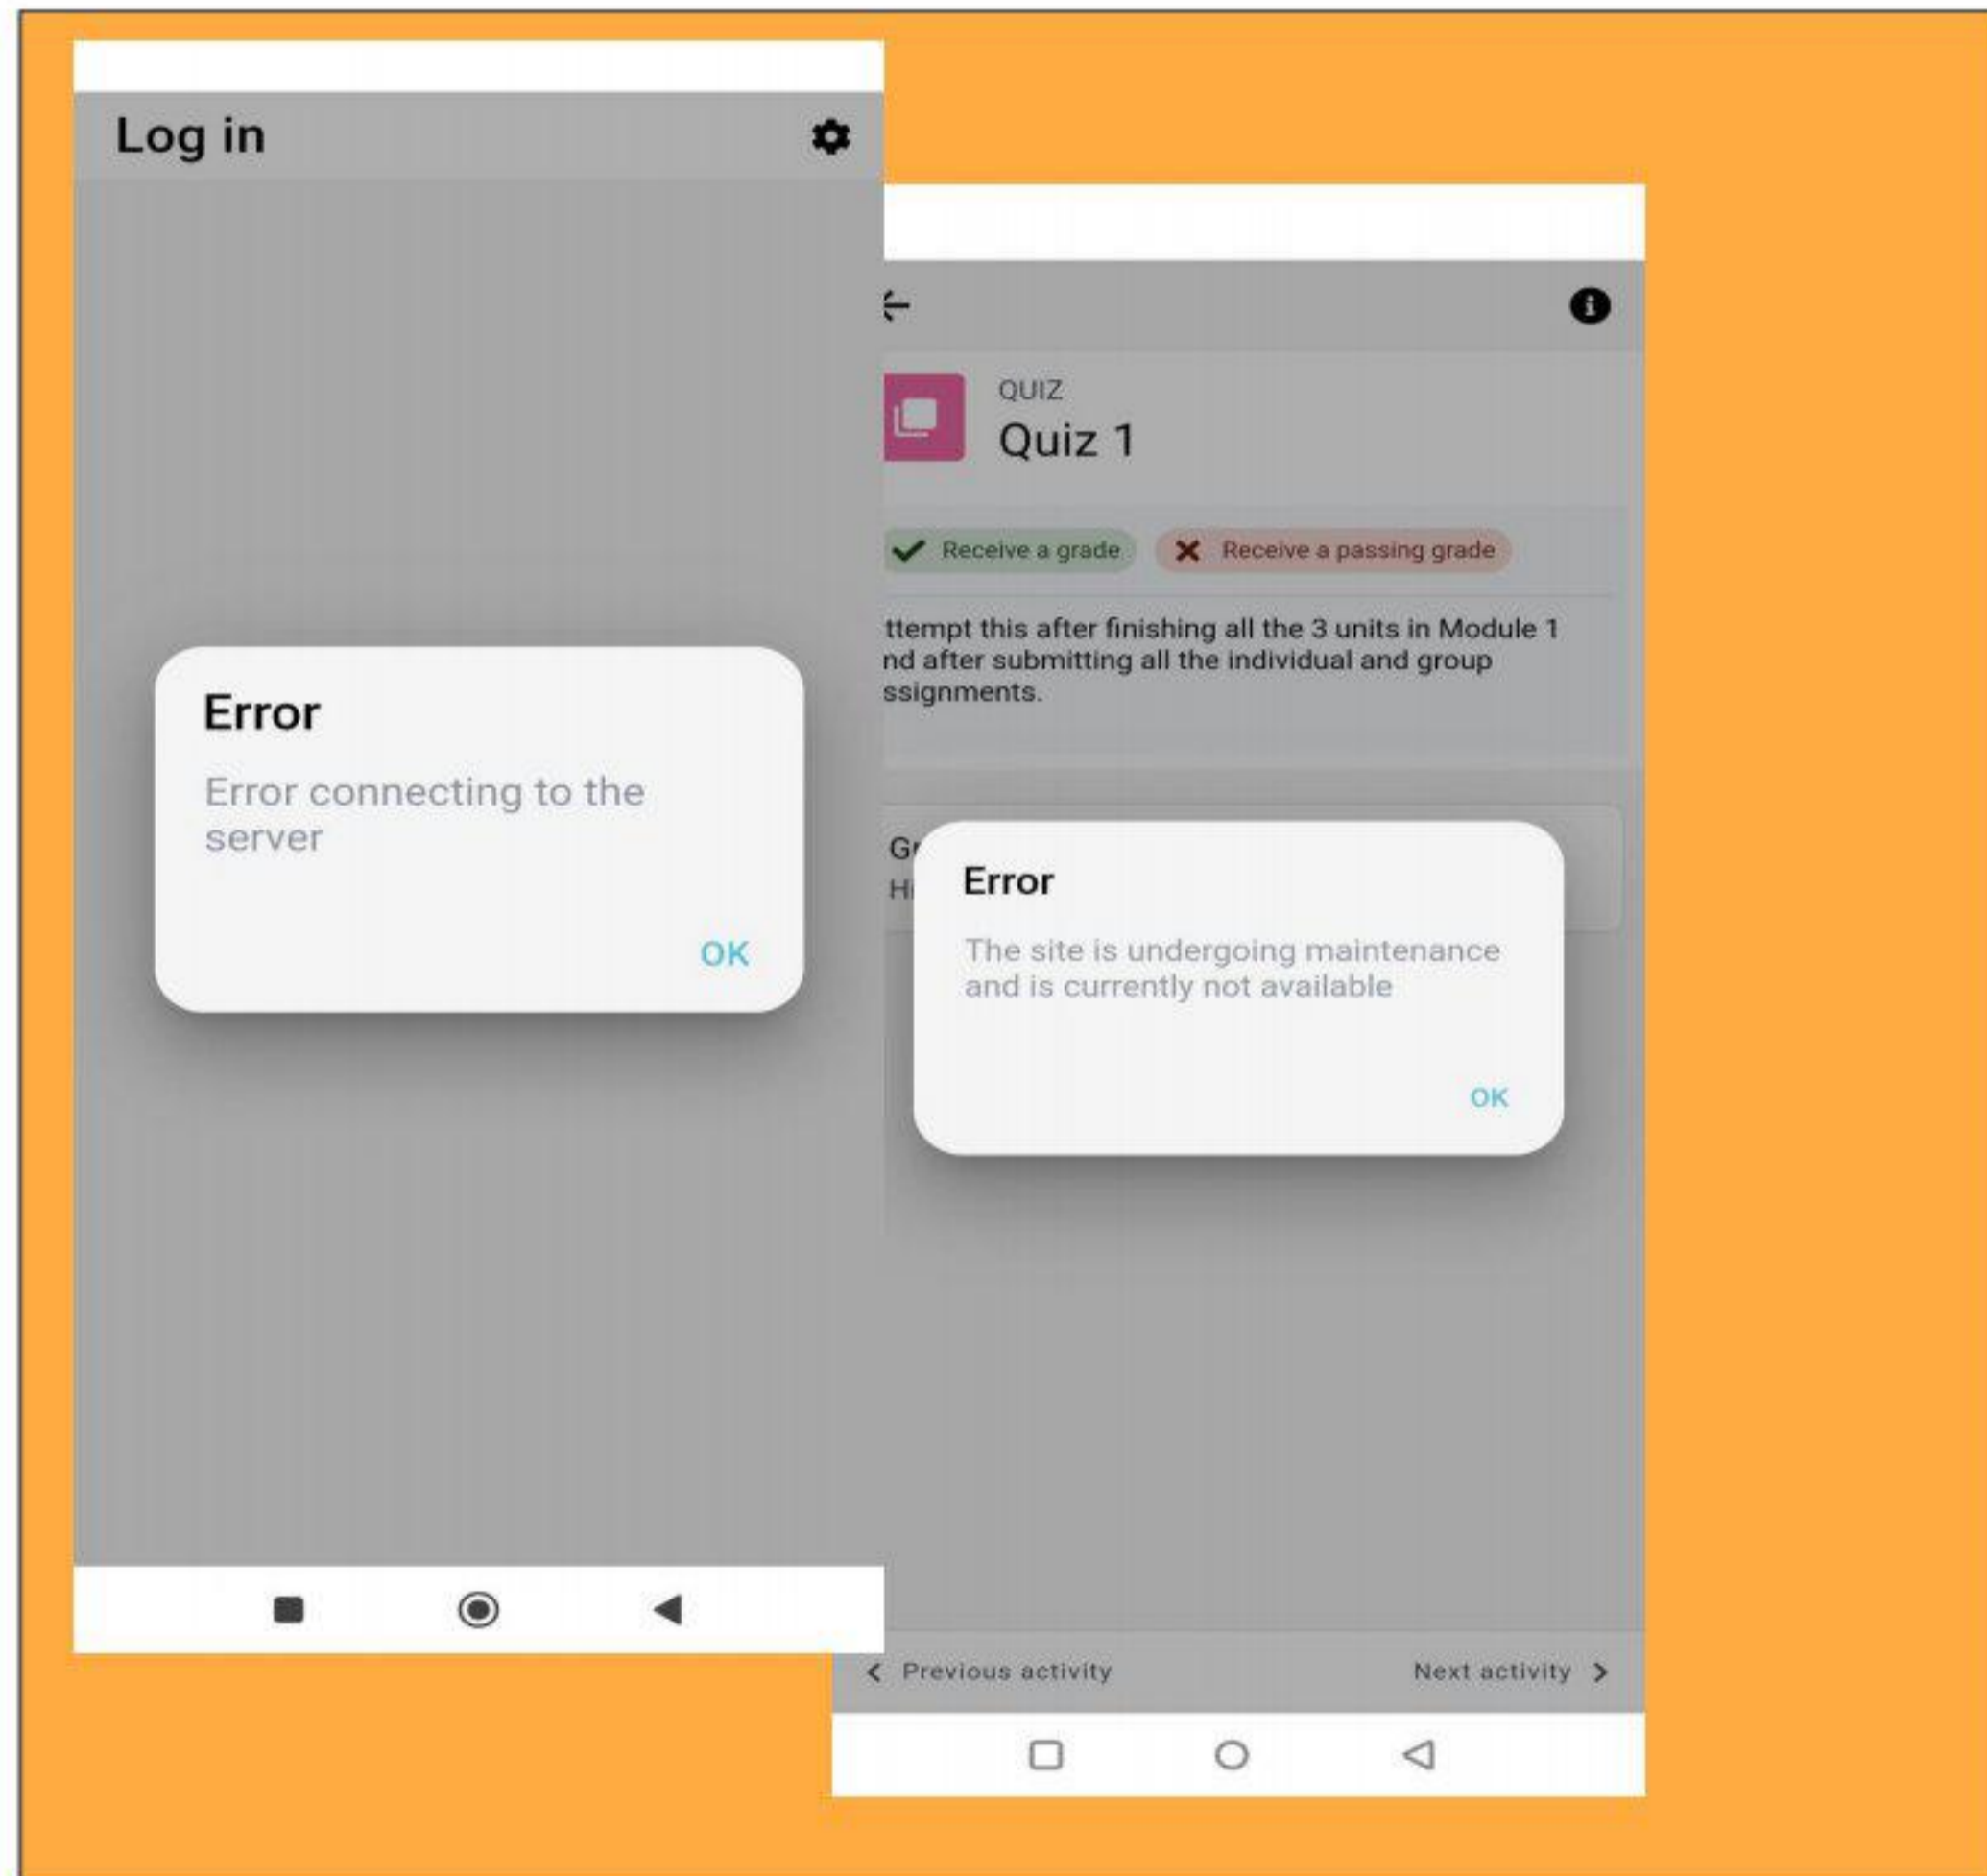 Log in
Error
Error connecting to the
server
OK
QUIZ
Quiz 1
Receive a grade
Receive a passing grade
ttempt this after finishing all the 3 units in Module 1
nd after submitting all the individual and group
ssignments.
Gr
Hi
Error
The site is undergoing maintenance
and is currently not available
OK
Previous activity
Next activity